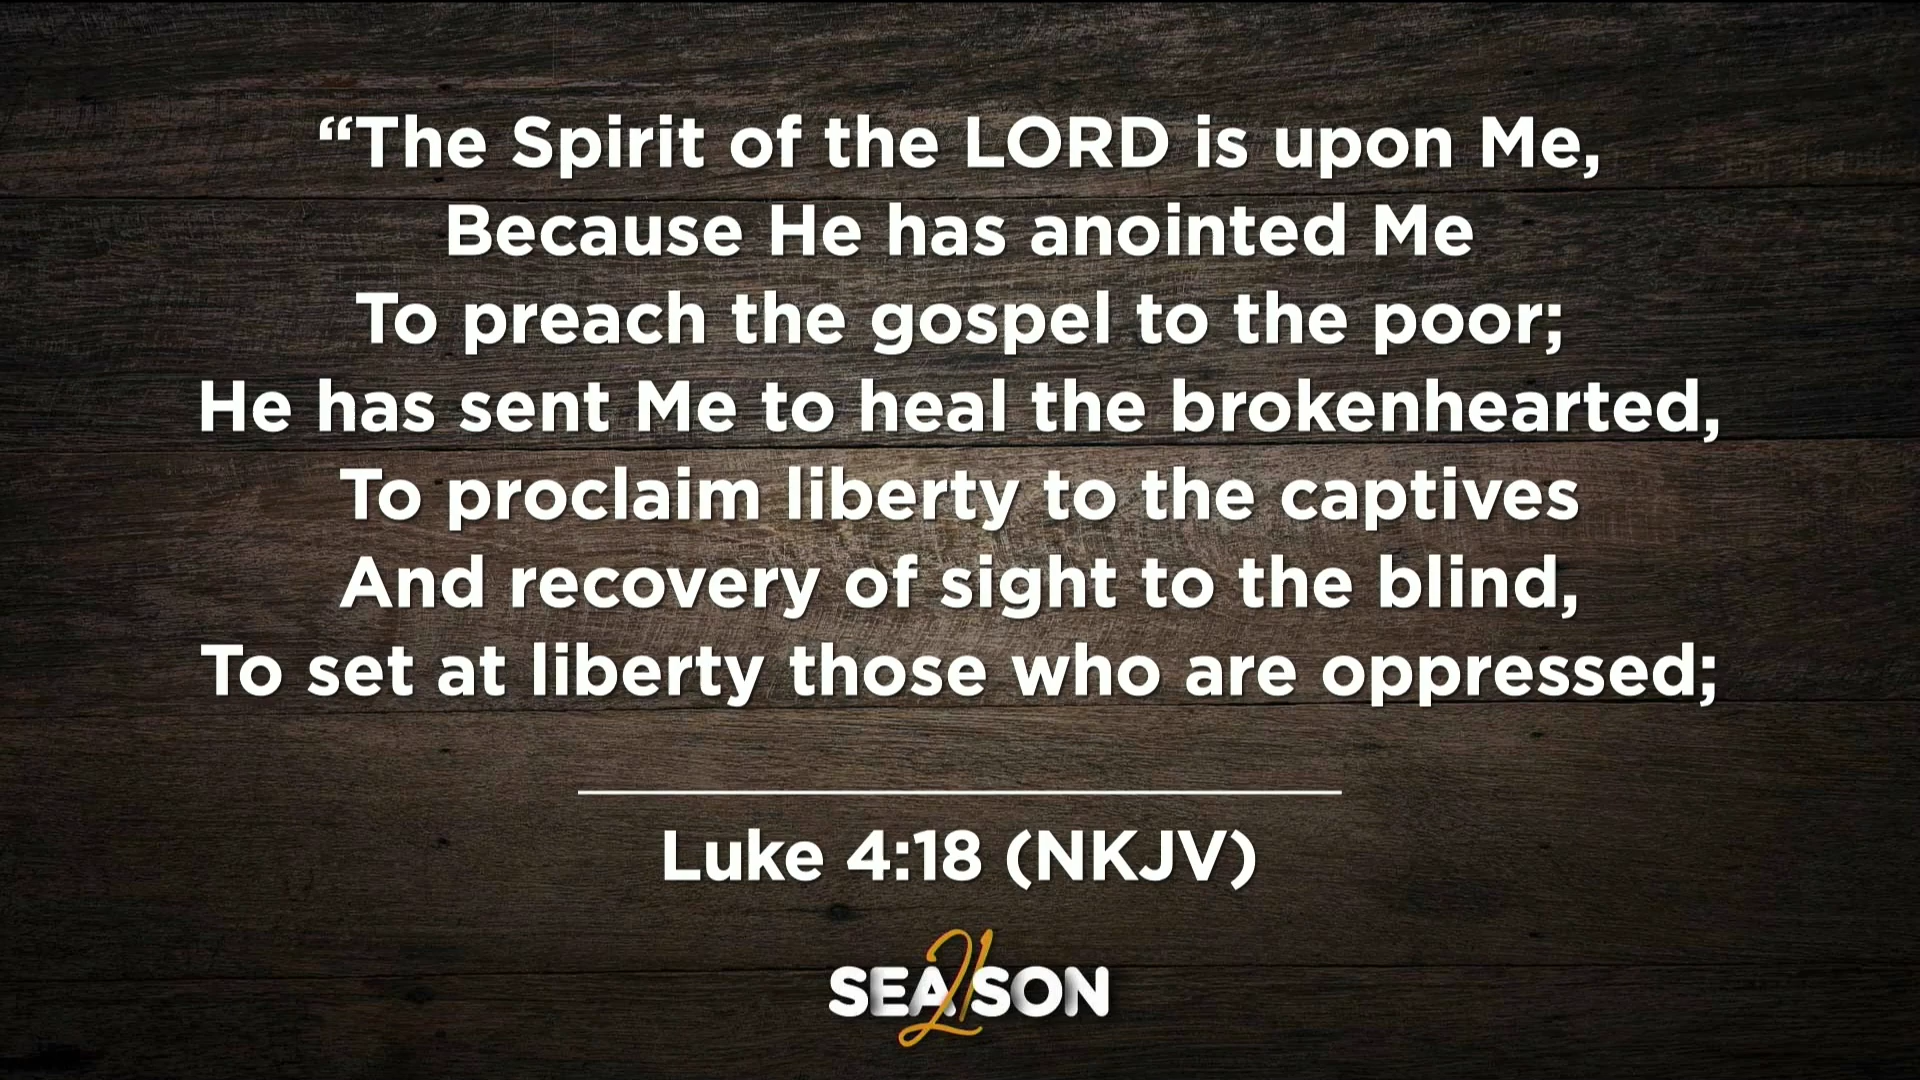 “The Spirit of the LORD is upon Me,
Because He has anointed Me
To preach the gospel to the poor;
He has sent Me to heal the brokenhearted,
To proclaim liberty to the captives
And recovery of sight to the blind,
To set at liberty those who are oppressed;
Luke 4:18 (NKJV)
SEASON 21